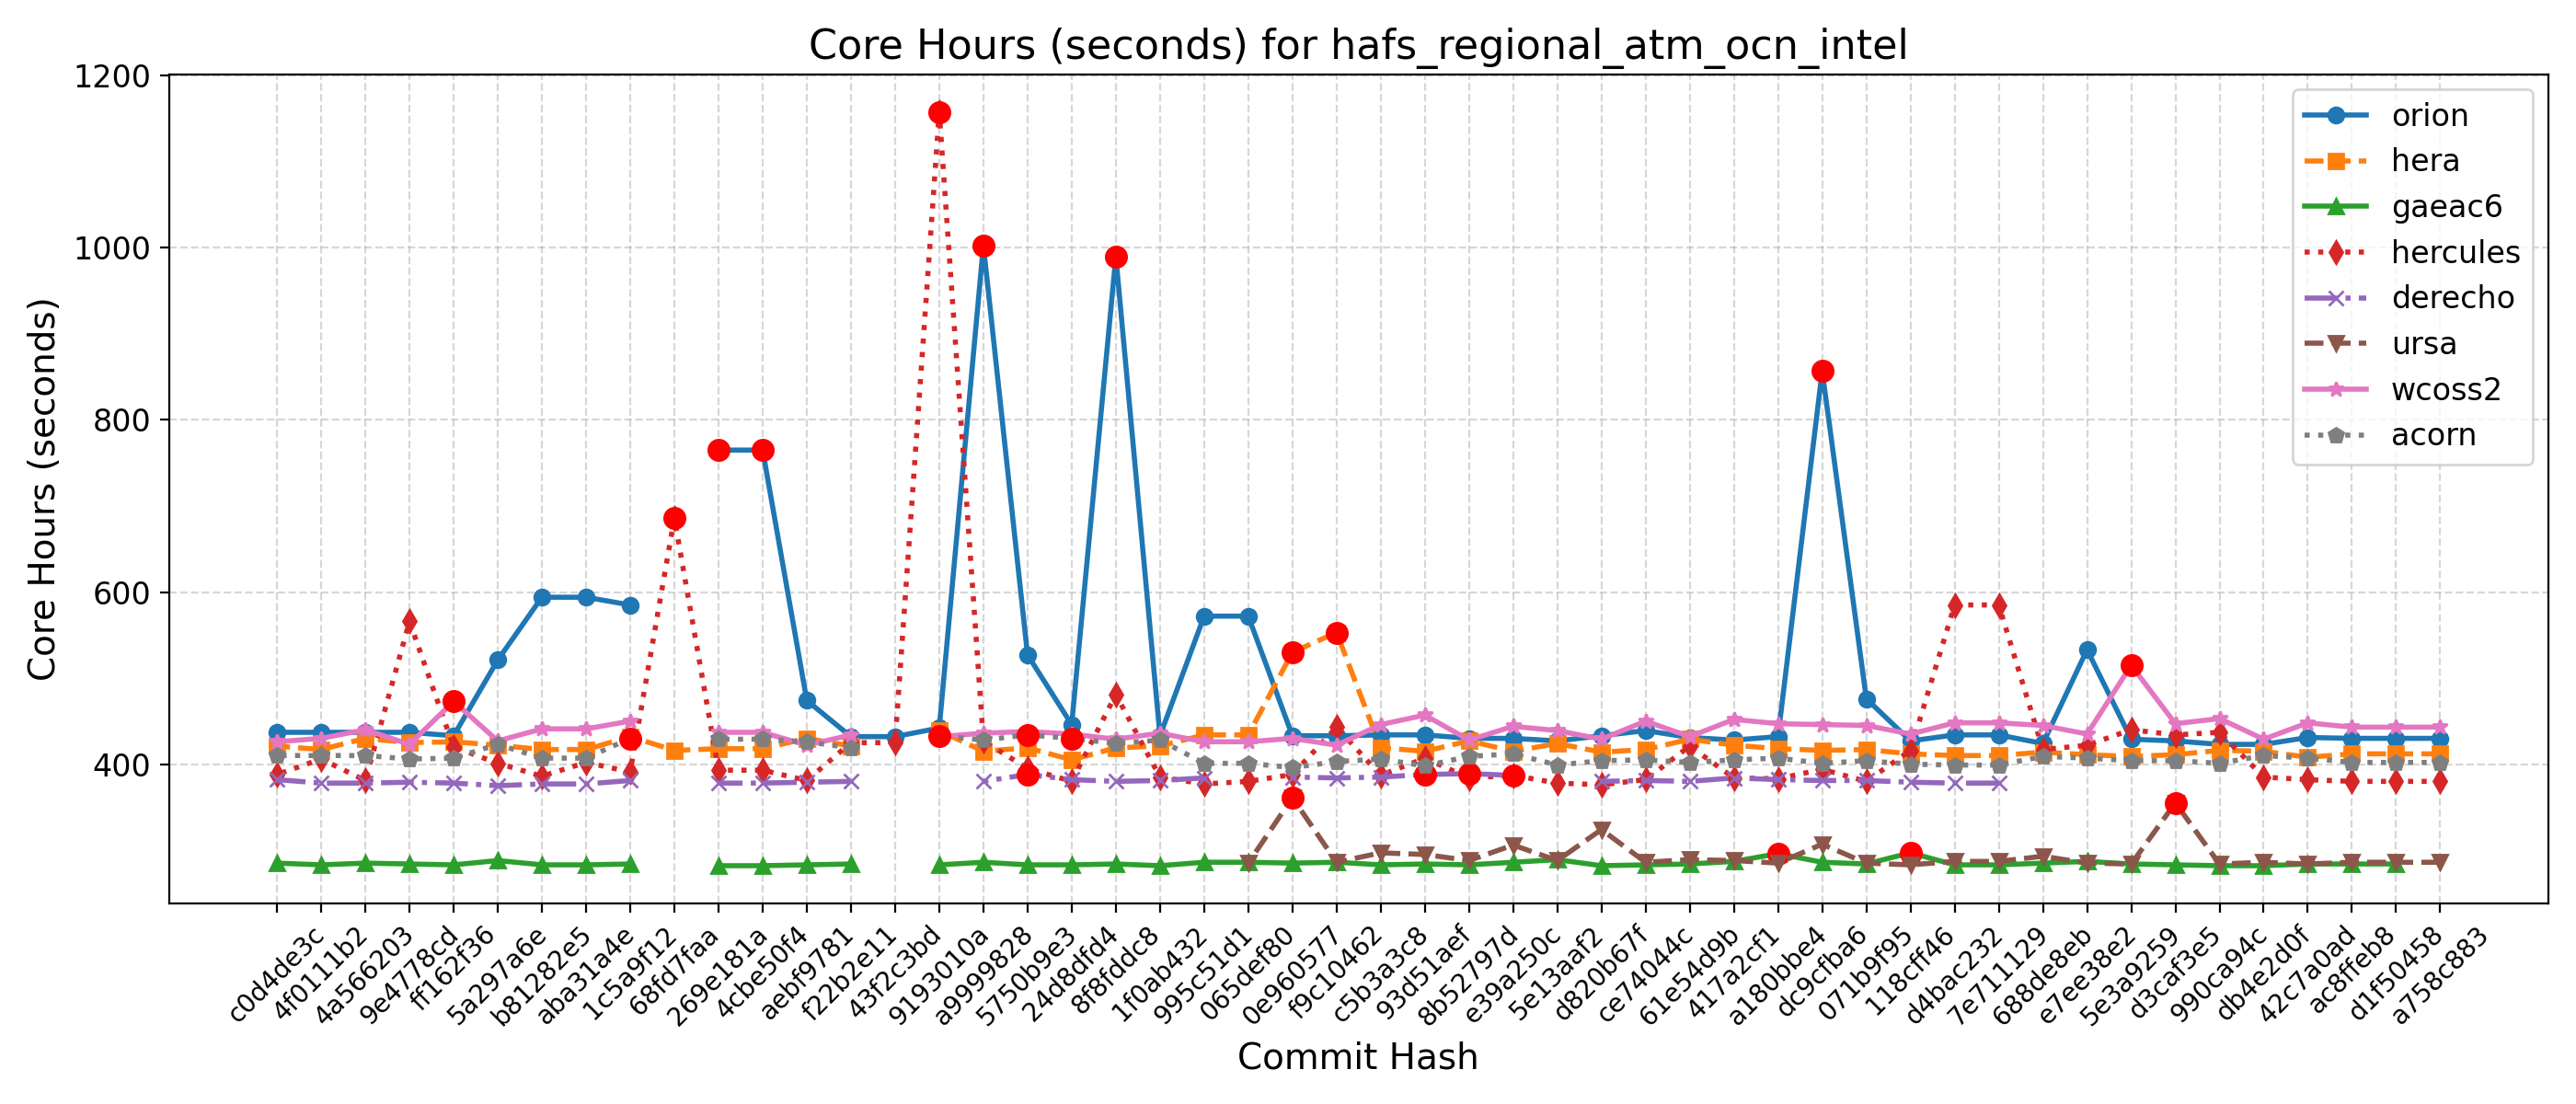 Core Hours (seconds) for hafs_regional_atm_ocn_intel
Core Hours (seconds)
1200
1000
800
600
400
orion
hera
gaeac6
hercules
derecho
ursa
wcoss2
acorn
c0d4de3c
4f0111b2
4a566203
9e4778cd
ff162f36
5a297a6e
b81282e5
aba31a4e
1c5a9f12
68fd7faa
269e181a
4cbe50f4
aebf9781
f22b2e11
43f2c3bd
9193010a
a9999828
5750b9e3
24d8dfd4
8f8fddc8
1f0ab432
995c51d1
065def80
0e960577
f9c10462
c5b3a3c8
93d51aef
8b52797d
e39a250c
5e13aaf2
d820b67f
ce74044c
61e54d9b
417a2cf1
a180bbe4
dc9cfba6
071b9f95
118cff46
d4bac232
7e711129
688de8eb
e7ee38e2
5e3a9259
d3caf3e5
990ca94c
db4e2d0f
42c7a0ad
ac8ffeb8
d1f50458
a758c883
Commit Hash